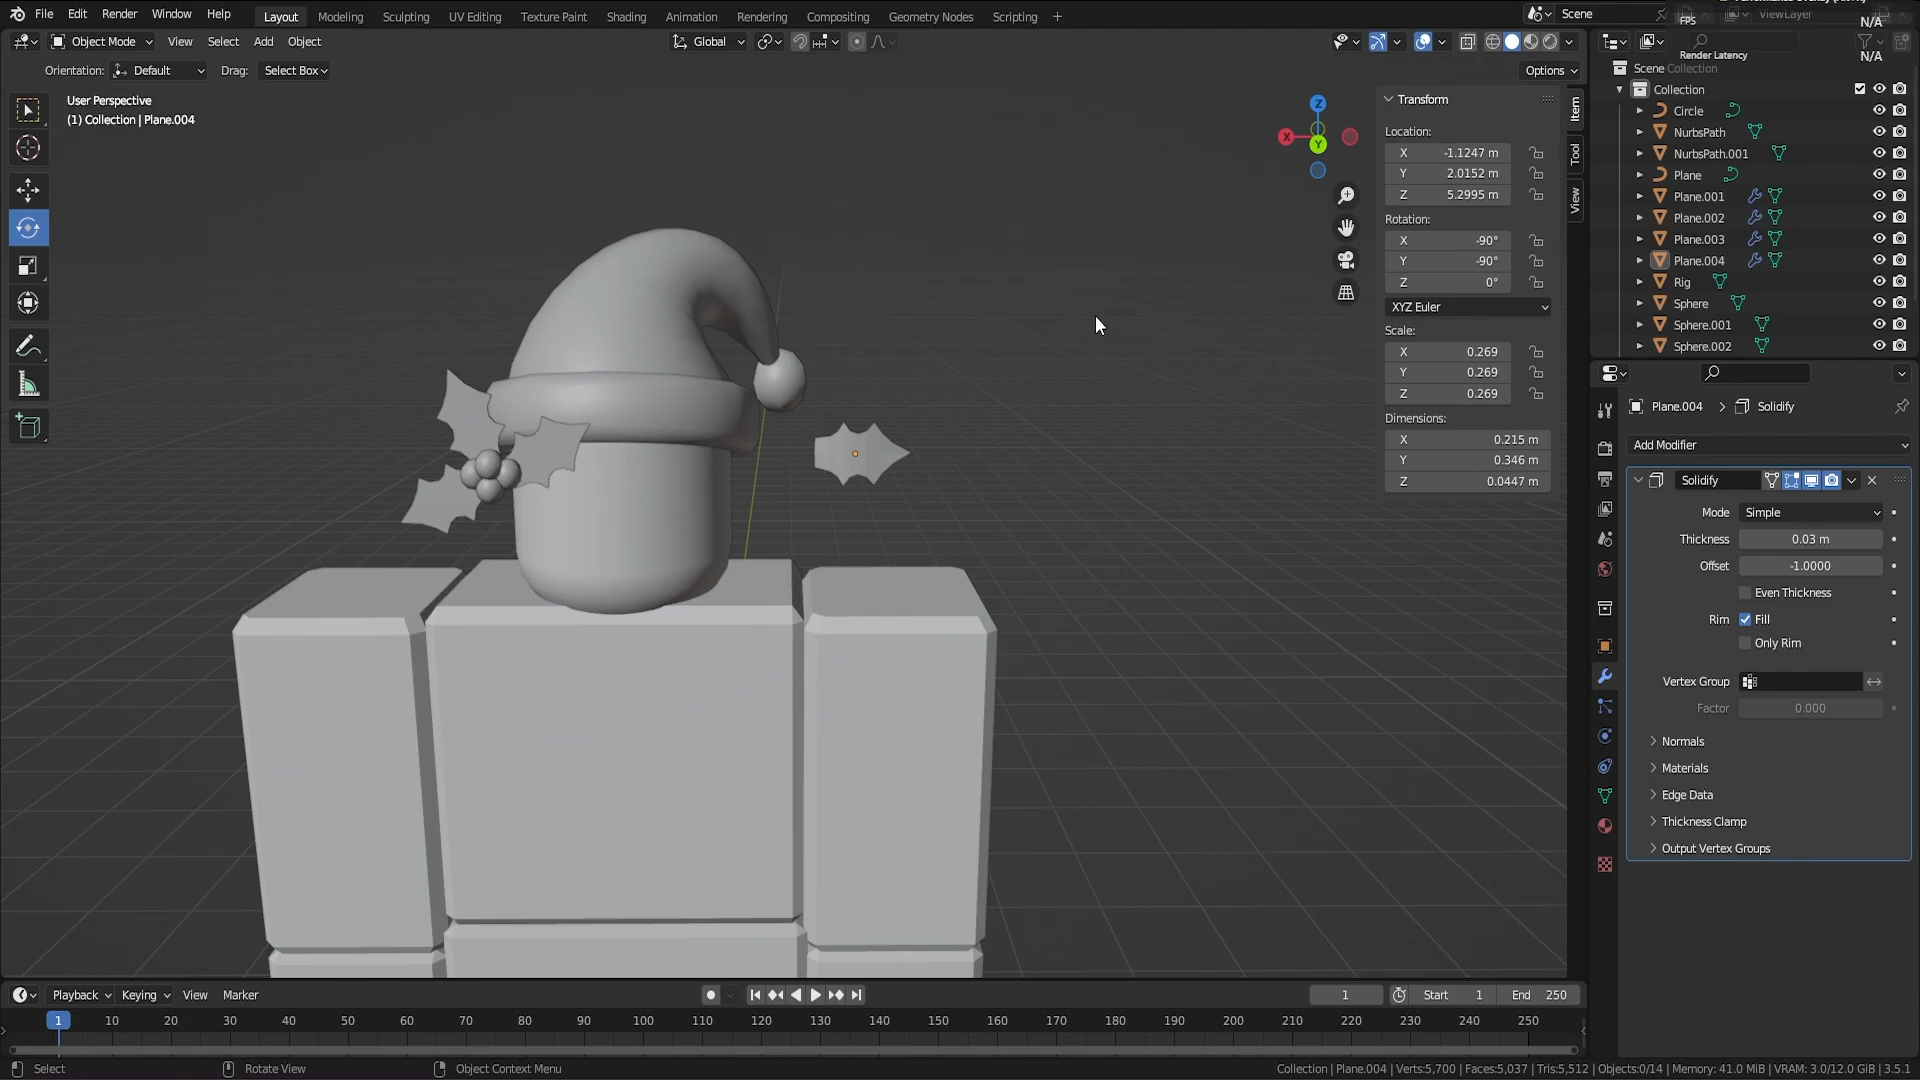 File Edit Render Window Help Layout Modeling Sculpting UV Editing Texture Paint Shading Animation Rendering Compositing Geometry Nodes Scripting +
Scene
FPS
ViewLayer
N/A
Object Mode View Select Add Object
Global
Render Latency
N/A
Orientation: Default Drag: Select Box
Options
User Perspective
(1) Collection | Plane.004
Z
X
Y
Transform
Location:
X -1.1247 m
Y 2.0152 m
Z 5.2995 m
Rotation:
X -90°
Y -90°
Z 0°
XYZ Euler
Scale:
X 0.269
Y 0.269
Z 0.269
Dimensions:
X 0.215 m
Y 0.346 m
Z 0.0447 m
Item
Tool
View
Scene Collection
Collection
Circle
NurbsPath
NurbsPath.001
Plane
Plane.001
Plane.002
Plane.003
Plane.004
Rig
Sphere
Sphere.001
Sphere.002
Plane.004 > Solidify
Add Modifier
Solidify
Mode Simple
Thickness 0.03 m
Offset -1.0000
Even Thickness
Rim Fill
Only Rim
Vertex Group
Factor 0.000
Normals
Materials
Edge Data
Thickness Clamp
Output Vertex Groups
Playback Keying View Marker
1 Start 1 End 250
1 10 20 30 40 50 60 70 80 90 100 110 120 130 140 150 160 170 180 190 200 210 220 230 240 250
Select Rotate View Object Context Menu
Collection | Plane.004 | Verts:5,700 | Faces:5,037 | Tris:5,512 | Objects:0/14 | Memory: 41.0 MiB | VRAM: 3.0/12.0 GiB | 3.5.1